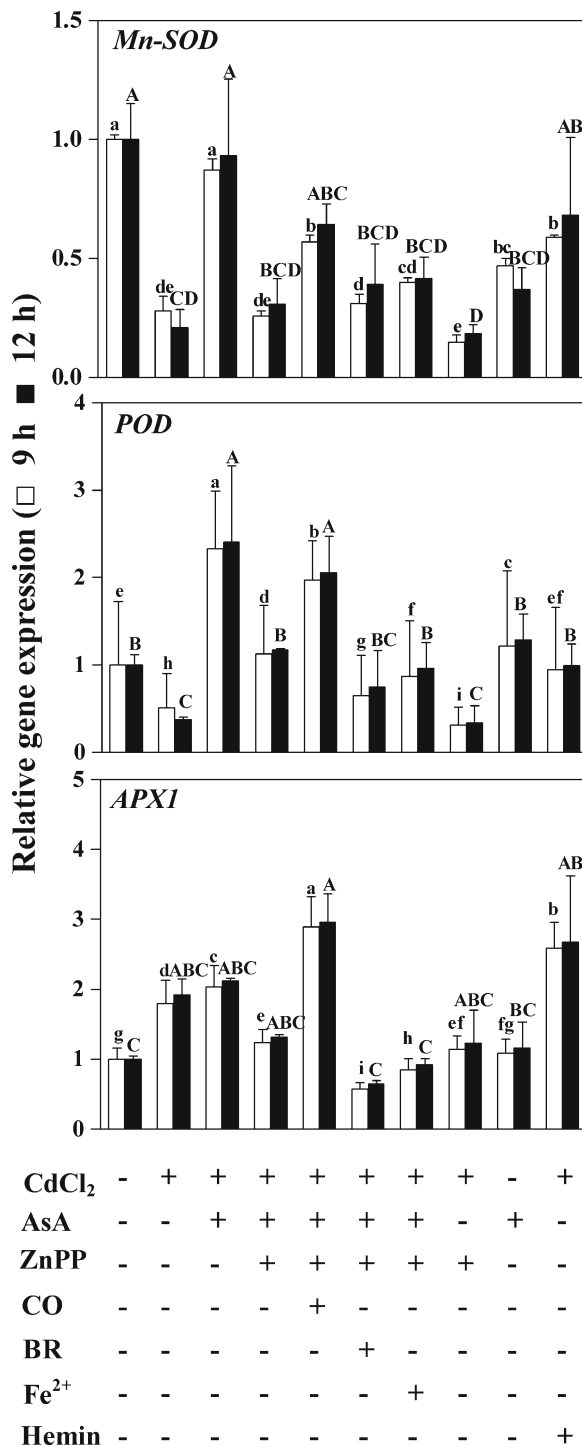 Relative gene expression (□ 9 h ■ 12 h)
1.5
1.0
0.5
0.0
Mn-SOD
a A de CD a A de BCD b ABC d BCD cd BCD e D bc BCD b AB
4
3
2
1
0
POD
e B h C a A d B b A g BC f B i C c B ef B
5
4
3
2
1
0
APX1
g C d ABC c ABC e ABC a A i C h C ef ABC fg BC b AB
CdCl₂ - + + + + + + + - +
AsA - - + + + + + - + -
ZnPP - - - + + + + + - -
CO - - - - + - - - - -
BR - - - - - + - - - -
Fe²⁺ - - - - - - + - - -
Hemin - - - - - - - - - +